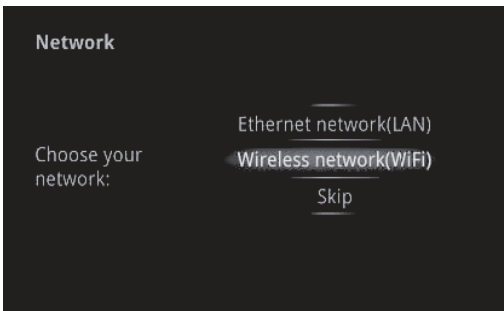 Network
Ethernet network(LAN)
Choose your
network:
Wireless network(WiFi)
Skip